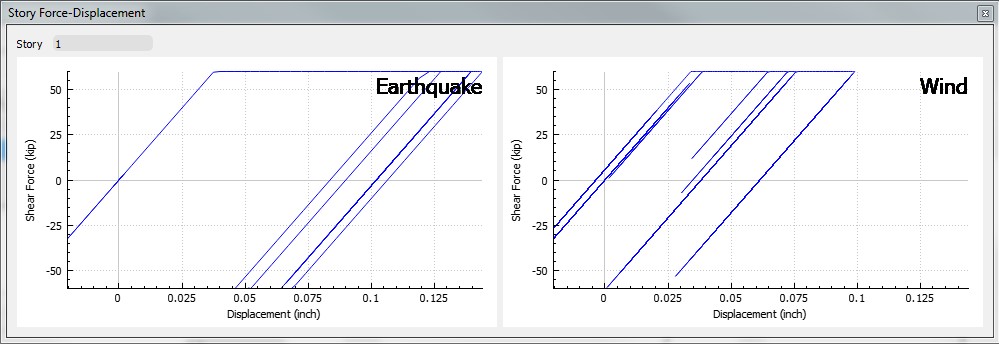 Story Force-Displacement
Story 1
Earthquake
50
25
0
-25
-50
Shear Force (kip)
0 0.025 0.05 0.075 0.1 0.125
Displacement (inch)
Wind
50
25
0
-25
-50
Shear Force (kip)
0 0.025 0.05 0.075 0.1 0.125
Displacement (inch)